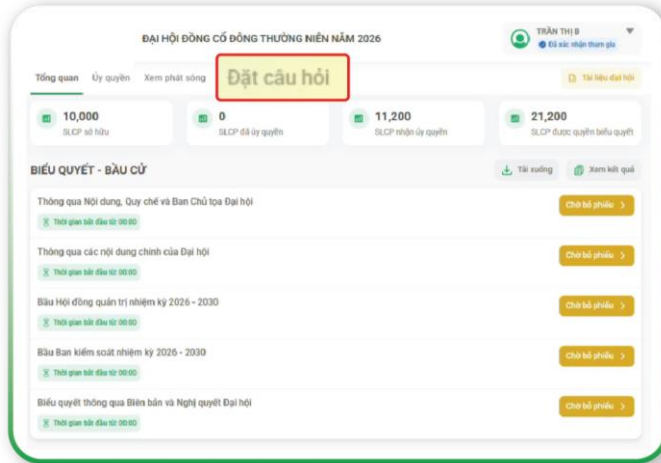 ĐẠI HỘI ĐỒNG CỔ ĐÔNG THƯỜNG NIÊN NĂM 2026
TRẦN THỊ B
Đã xác nhận tham gia
Tổng quan Ủy quyền Xem phát sóng Đặt câu hỏi Tài liệu đại hội
10,000 0 11,200 21,200
SLCP sở hữu SLCP đã ủy quyền SLCP nhận ủy quyền SLCP được quyền biểu quyết
BIỂU QUYẾT - BẦU CỬ Tải xuống Xem kết quả
Thông qua Nội dung, Quy chế và Ban Chủ tọa Đại hội Chờ bỏ phiếu
Thời gian bắt đầu từ 00:00
Thông qua các nội dung chính của Đại hội Chờ bỏ phiếu
Thời gian bắt đầu từ 00:00
Bầu Hội đồng quản trị nhiệm kỳ 2026 - 2030 Chờ bỏ phiếu
Thời gian bắt đầu từ 00:00
Bầu Ban kiểm soát nhiệm kỳ 2026 - 2030 Chờ bỏ phiếu
Thời gian bắt đầu từ 00:00
Biểu quyết thông qua Biên bản và Nghị quyết Đại hội Chờ bỏ phiếu
Thời gian bắt đầu từ 00:00